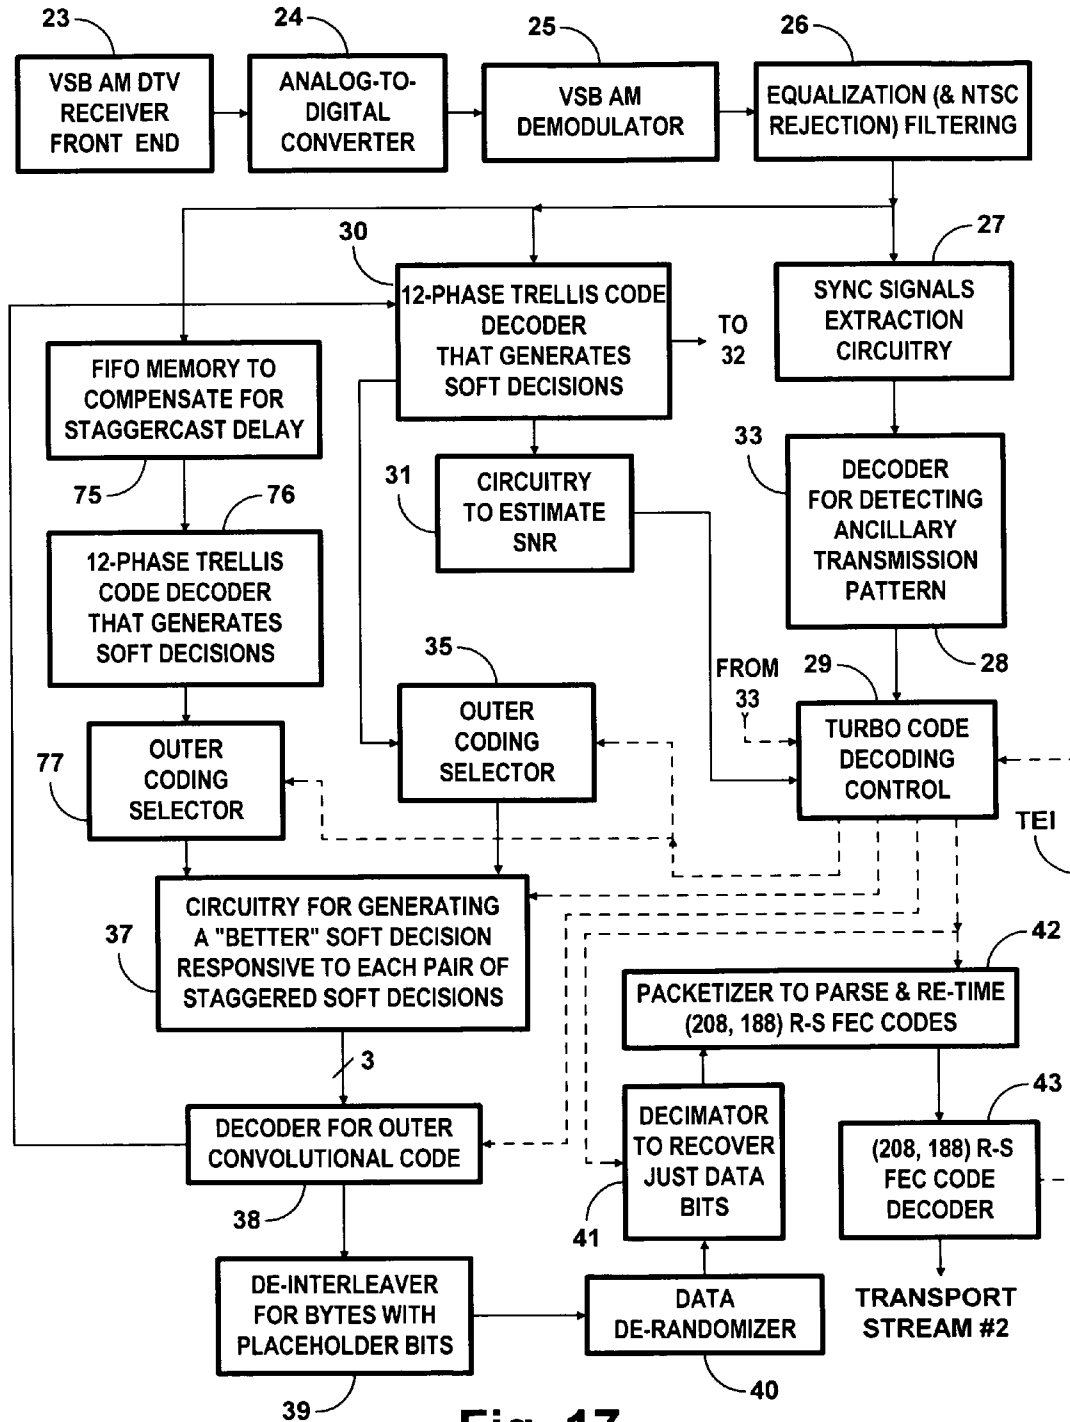 23
24
25
26
VSB AM DTV
RECEIVER
FRONT END
ANALOG-TO-
DIGITAL
CONVERTER
VSB AM
DEMODULATOR
EQUALIZATION (& NTSC
REJECTION) FILTERING
30
27
12-PHASE TRELLIS CODE
DECODER
THAT GENERATES
SOFT DECISIONS
TO
32
SYNC SIGNALS
EXTRACTION
CIRCUITRY
FIFO MEMORY TO
COMPENSATE FOR
STAGGERCAST DELAY
75
76
31
CIRCUITRY
TO ESTIMATE
SNR
33
DECODER
FOR DETECTING
ANCILLARY
TRANSMISSION
PATTERN
28
12-PHASE TRELLIS
CODE DECODER
THAT GENERATES
SOFT DECISIONS
35
OUTER
CODING
SELECTOR
FROM
33
29
TURBO CODE
DECODING
CONTROL
77
OUTER
CODING
SELECTOR
TEI
37
CIRCUITRY FOR GENERATING
A "BETTER" SOFT DECISION
RESPONSIVE TO EACH PAIR OF
STAGGERED SOFT DECISIONS
3
42
PACKETIZER TO PARSE & RE-TIME
(208, 188) R-S FEC CODES
DECODER FOR OUTER
CONVOLUTIONAL CODE
38
DECIMATOR
TO RECOVER
JUST DATA
BITS
41
43
(208, 188) R-S
FEC CODE
DECODER
DE-INTERLEAVER
FOR BYTES WITH
PLACEHOLDER BITS
39
DATA
DE-RANDOMIZER
40
TRANSPORT
STREAM #2
Fig. 17